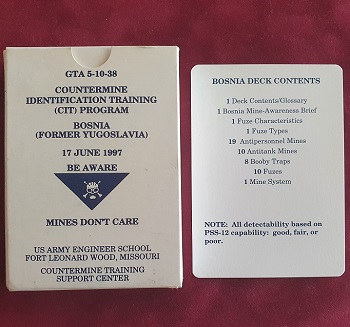 GTA 5-10-38
COUNTERMINE
IDENTIFICATION TRAINING
(CIT) PROGRAM
BOSNIA
(FORMER YUGOSLAVIA)
17 JUNE 1997
BE AWARE
MINES DON'T CARE
US ARMY ENGINEER SCHOOL
FORT LEONARD WOOD, MISSOURI
COUNTERMINE TRAINING
SUPPORT CENTER
BOSNIA DECK CONTENTS
1 Deck Contents/Glossary
1 Bosnia Mine-Awareness Brief
1 Fuze Characteristics
1 Fuze Types
19 Antipersonnel Mines
10 Antitank Mines
8 Booby Traps
10 Fuzes
1 Mine System
NOTE: All detectability based on
PSS-12 capability: good, fair, or
poor.